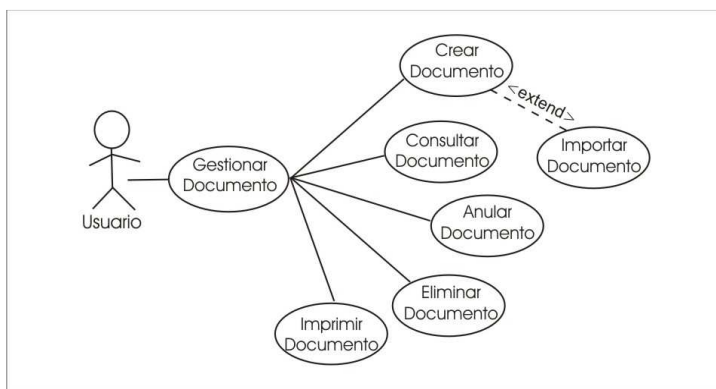 Crear
Documento
<extend>
Importar
Documento
Consultar
Documento
Gestionar
Documento
Usuario
Anular
Documento
Eliminar
Documento
Imprimir
Documento